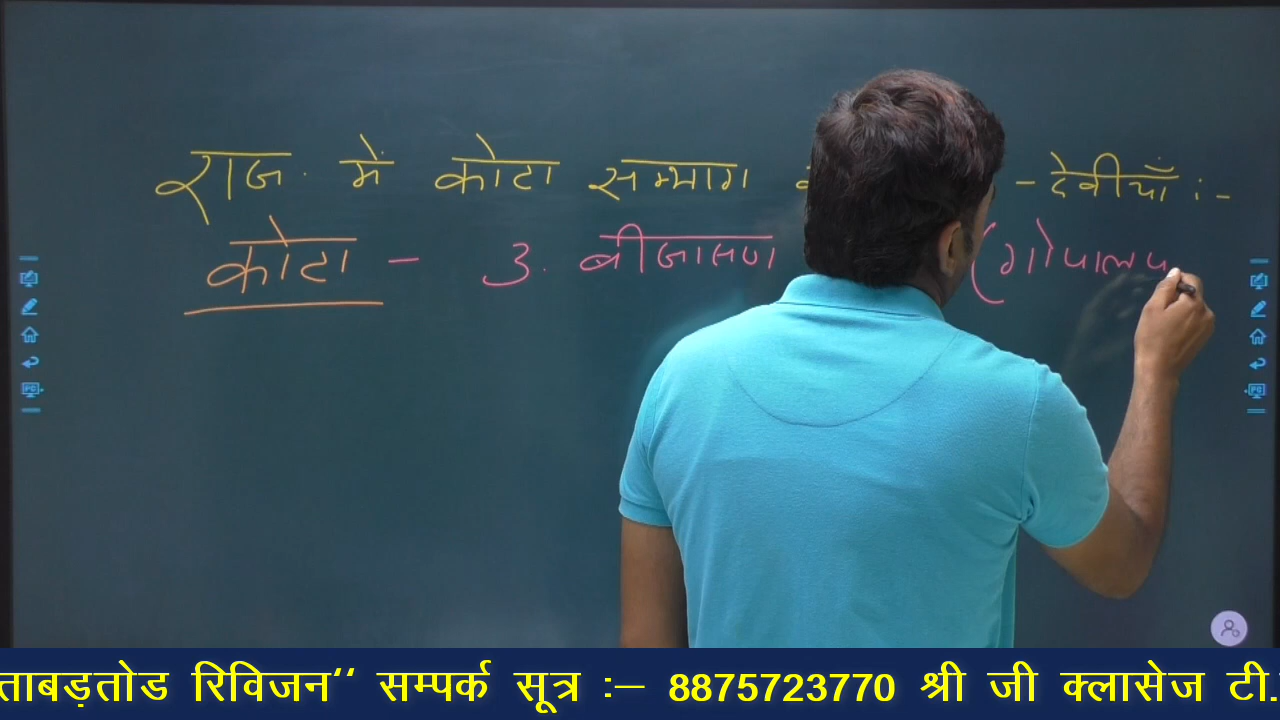 राज. में कोटा सम्भाग - देवीयाँ :-
कोटा - 3. बीजासण (गोपालप
ताबड़तोड रिविजन“ सम्पर्क सूत्र ः— 8875723770 श्री जी क्लासेज टी.